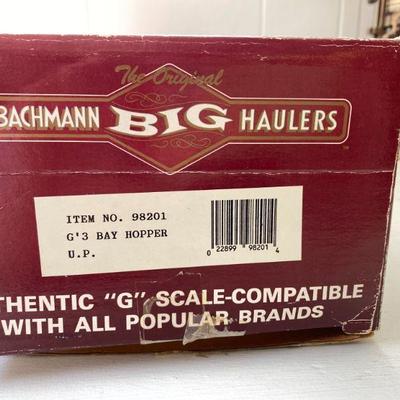 The Original
BACHMANN BIG HAULERS
TM
ITEM NO. 98201
G'3 BAY HOPPER
U.P.
0 22899 98201 4
THENTIC "G" SCALE-COMPATIBLE
WITH ALL POPULAR BRANDS